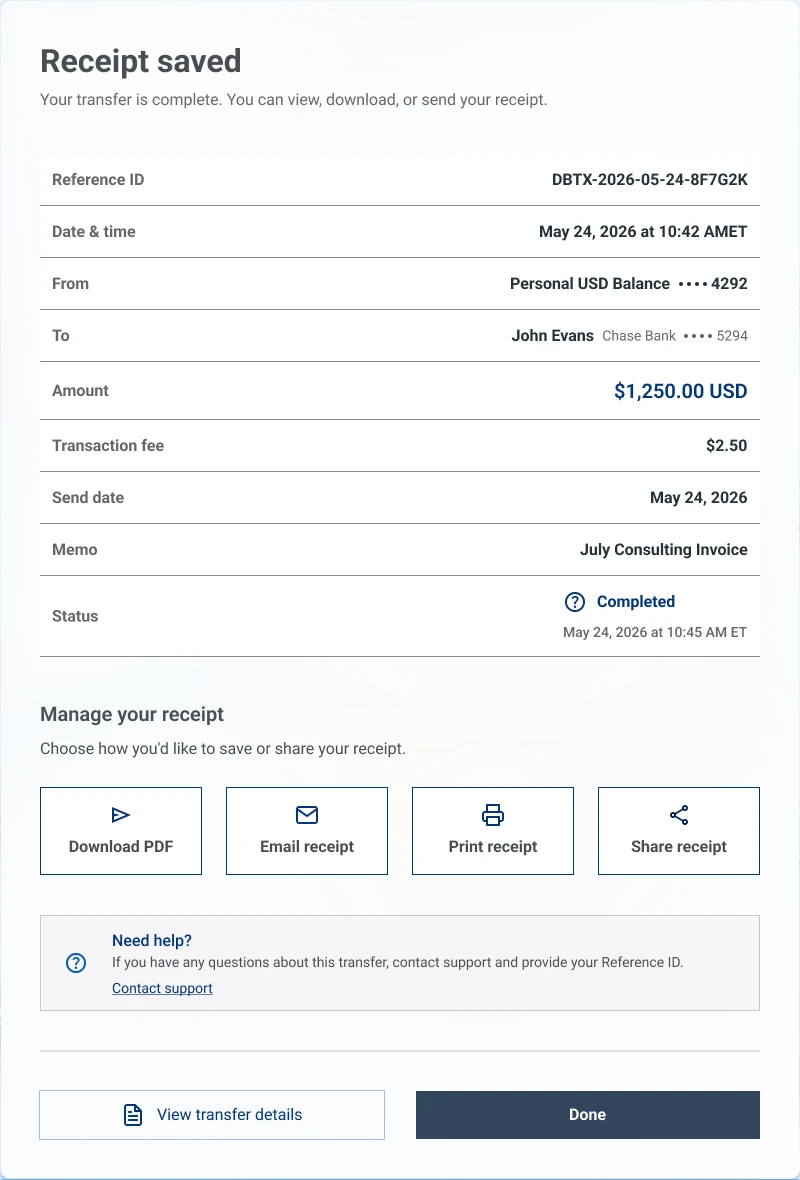 Receipt saved
Your transfer is complete. You can view, download, or send your receipt.
Reference ID DBTX-2026-05-24-8F7G2K
Date & time May 24, 2026 at 10:42 AMET
From Personal USD Balance •••• 4292
To John Evans Chase Bank •••• 5294
Amount $1,250.00 USD
Transaction fee $2.50
Send date May 24, 2026
Memo July Consulting Invoice
Status Completed
May 24, 2026 at 10:45 AM ET
Manage your receipt
Choose how you'd like to save or share your receipt.
Download PDF Email receipt Print receipt Share receipt
Need help?
If you have any questions about this transfer, contact support and provide your Reference ID.
Contact support
View transfer details Done